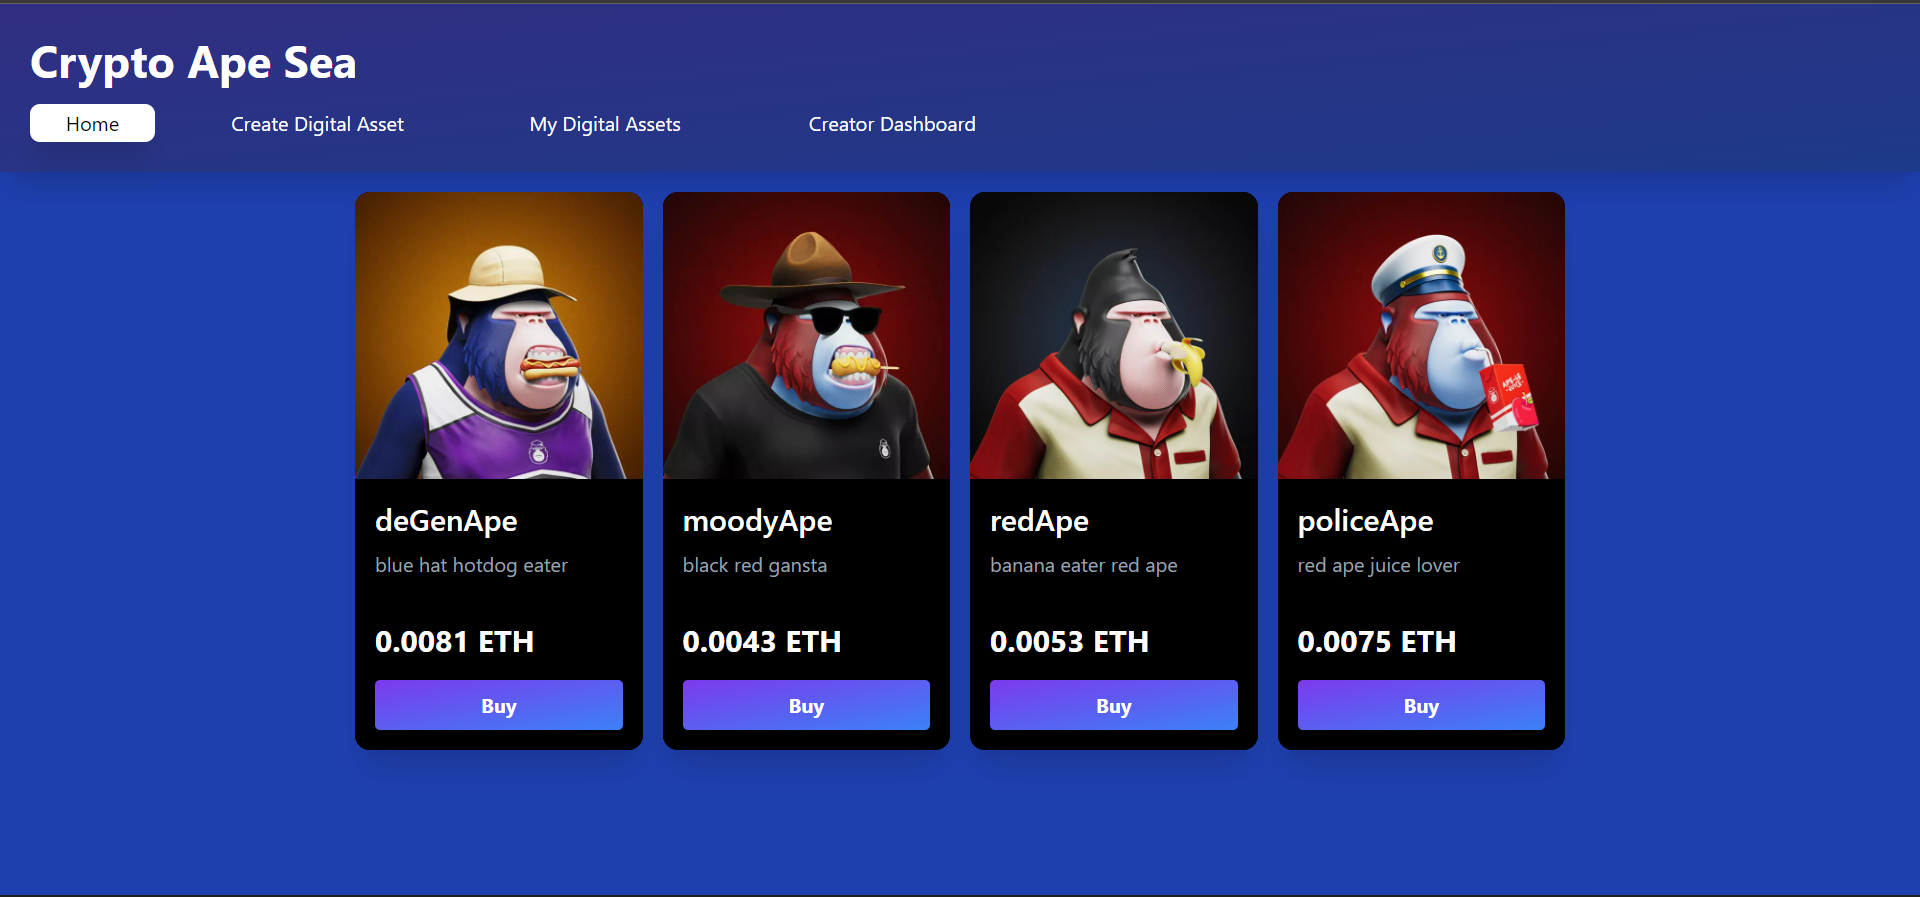 Crypto Ape Sea
Home
Create Digital Asset
My Digital Assets
Creator Dashboard
deGenApe
blue hat hotdog eater
0.0081 ETH
Buy
moodyApe
black red gansta
0.0043 ETH
Buy
redApe
banana eater red ape
0.0053 ETH
Buy
policeApe
red ape juice lover
0.0075 ETH
Buy